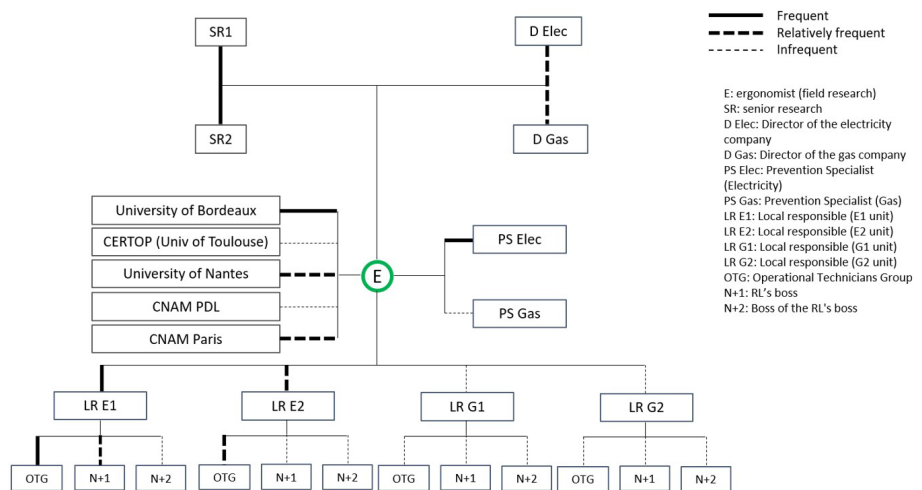 SR1
D Elec
SR2
D Gas
Frequent
Relatively frequent
Infrequent
E: ergonomist (field research)
SR: senior research
D Elec: Director of the electricity
company
D Gas: Director of the gas company
PS Elec: Prevention Specialist
(Electricity)
PS Gas: Prevention Specialist (Gas)
LR E1: Local responsible (E1 unit)
LR E2: Local responsible (E2 unit)
LR G1: Local responsible (G1 unit)
LR G2: Local responsible (G2 unit)
OTG: Operational Technicians Group
N+1: RL's boss
N+2: Boss of the RL's boss
University of Bordeaux
CERTOP (Univ of Toulouse)
University of Nantes
CNAM PDL
CNAM Paris
E
PS Elec
PS Gas
LR E1
LR E2
LR G1
LR G2
OTG
N+1
N+2
OTG
N+1
N+2
OTG
N+1
N+2
OTG
N+1
N+2